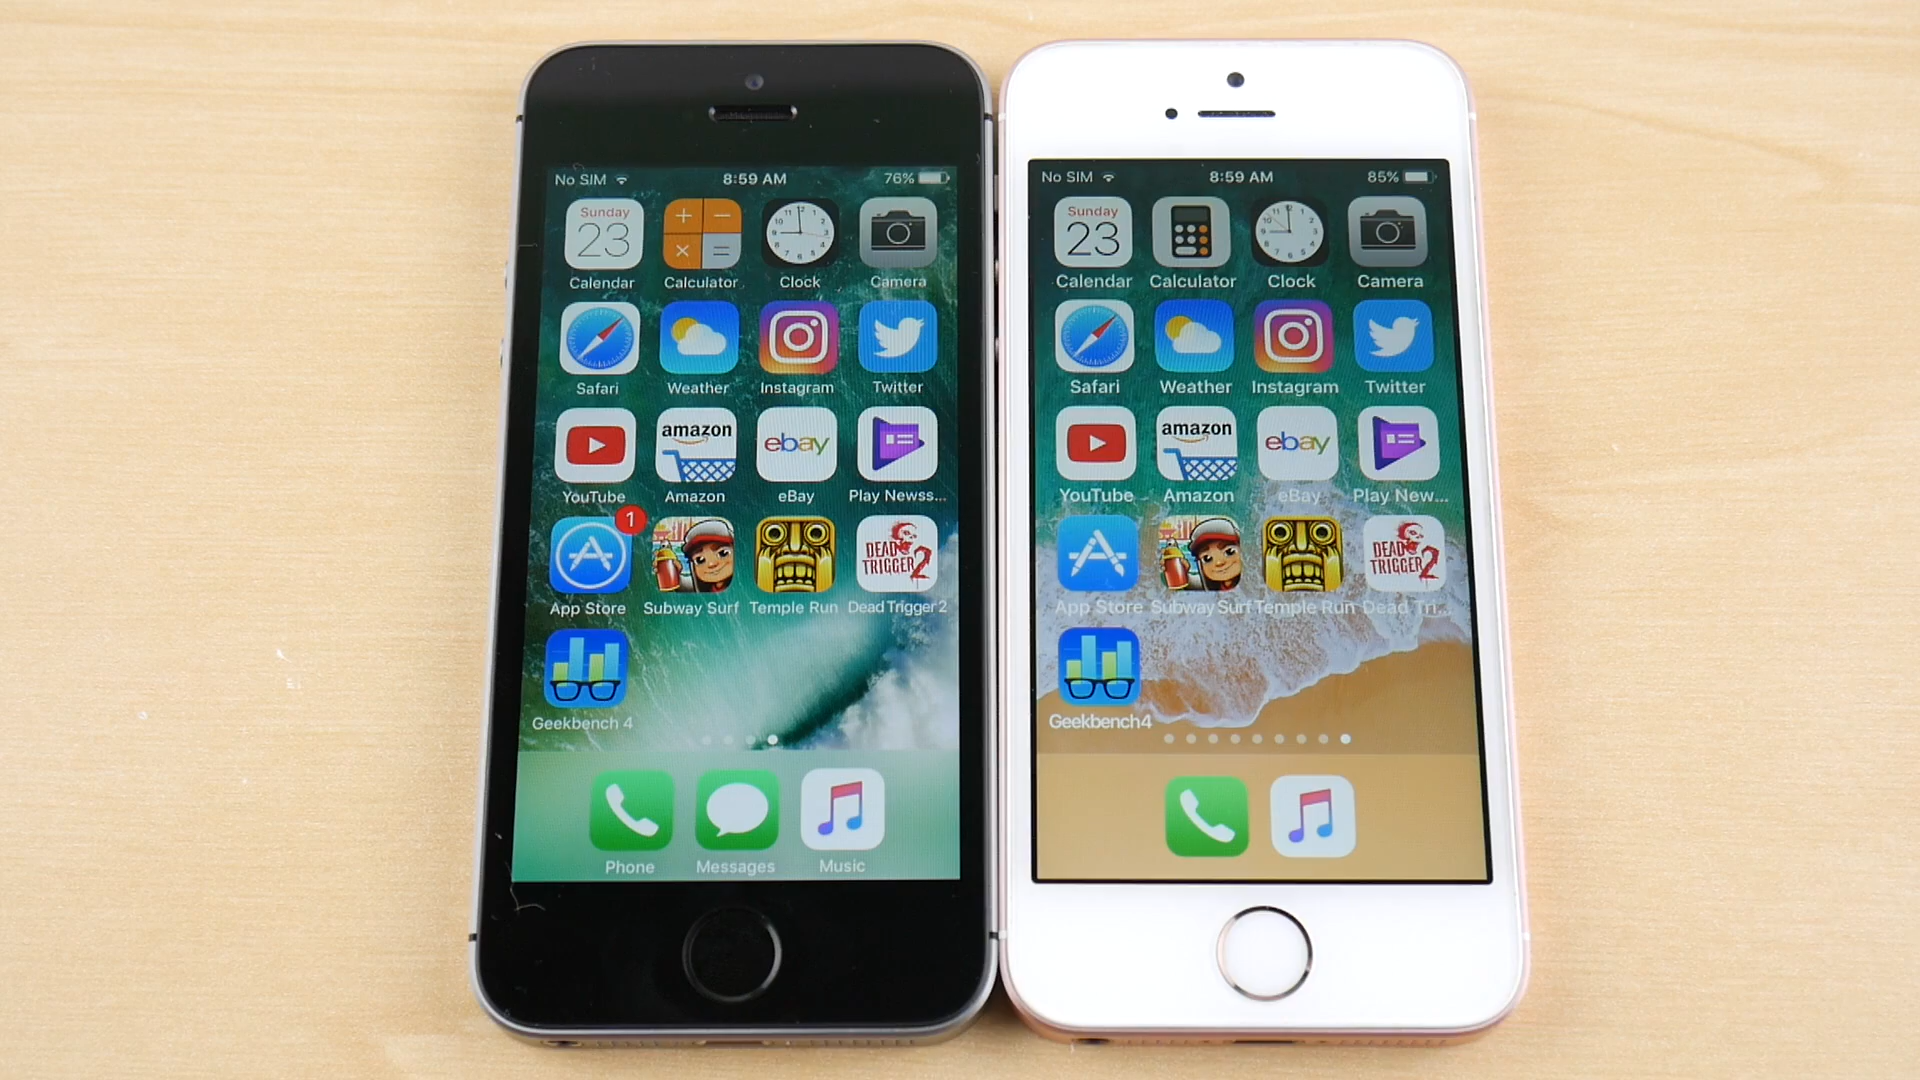 No SIM 8:59 AM 76%
Sunday
23
Calendar Calculator Clock Camera
Safari Weather Instagram Twitter
amazon ebay
YouTube Amazon eBay Play Newss...
1
DEAD
TRIGGER 2
App Store Subway Surf Temple Run Dead Trigger 2
Geekbench 4
Phone Messages Music
No SIM 8:59 AM 85%
Sunday
23
Calendar Calculator Clock Camera
Safari Weather Instagram Twitter
amazon ebay
YouTube Amazon eBay Play New...
DEAD
TRIGGER 2
App Store Subway Surf Temple Run Dead Tri...
Geekbench4